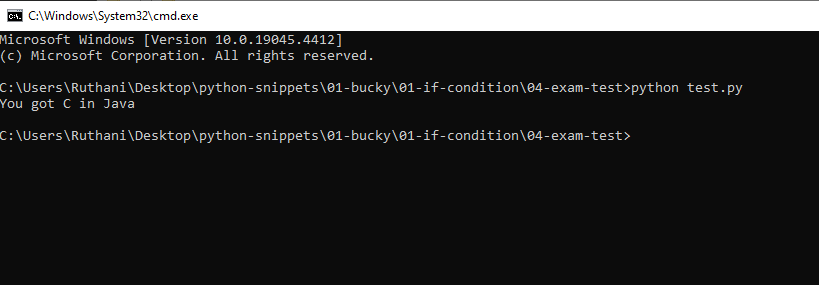 C:\Windows\System32\cmd.exe
Microsoft Windows [Version 10.0.19045.4412]
(c) Microsoft Corporation. All rights reserved.
C:\Users\Ruthani\Desktop\python-snippets\01-bucky\01-if-condition\04-exam-test>python test.py
You got C in Java
C:\Users\Ruthani\Desktop\python-snippets\01-bucky\01-if-condition\04-exam-test>